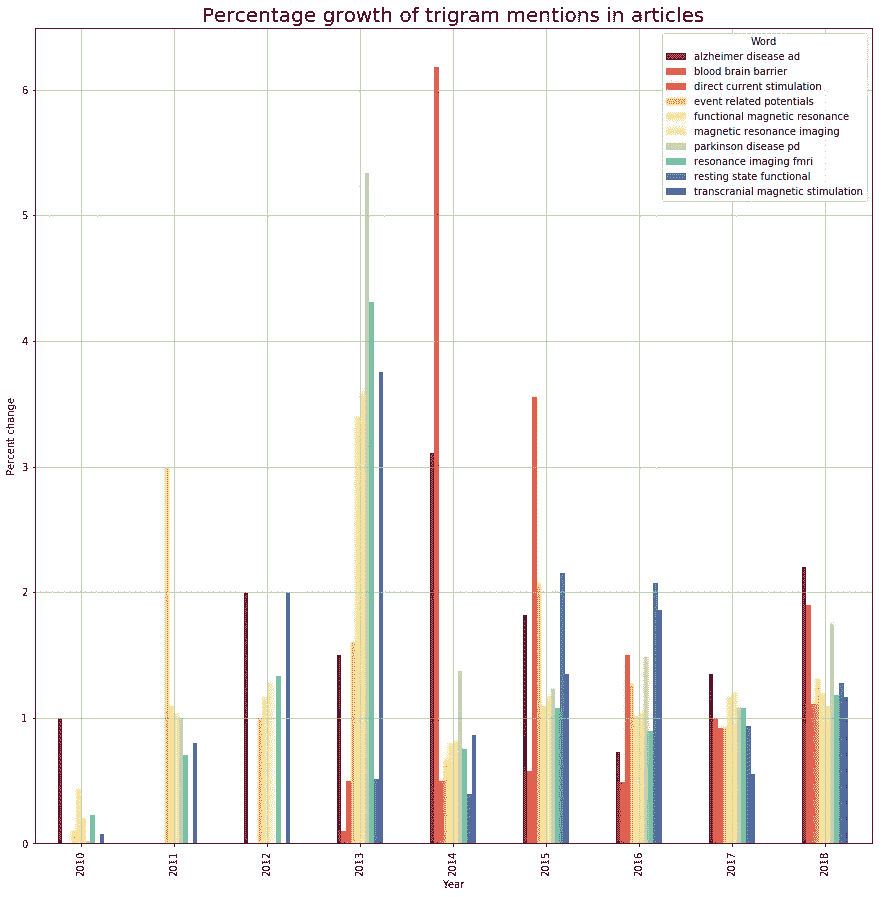 Percentage growth of trigram mentions in articles
Word
alzheimer disease ad
blood brain barrier
direct current stimulation
event related potentials
functional magnetic resonance
magnetic resonance imaging
parkinson disease pd
resonance imaging fmri
resting state functional
transcranial magnetic stimulation
6
5
4
3
2
1
0
Percent change
2010
2011
2012
2013
2014
2015
2016
2017
2018
Year